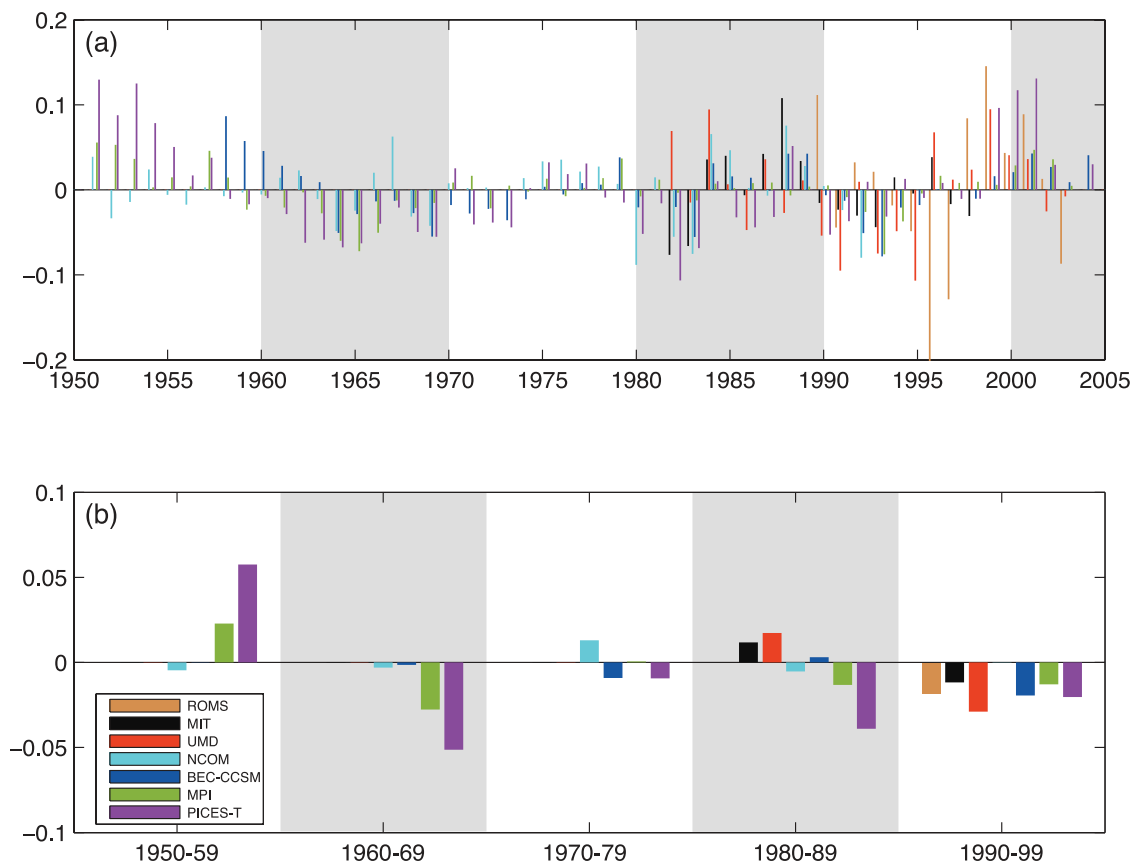 0.2
(a)
0.1
0
−0.1
−0.2
1950 1955 1960 1965 1970 1975 1980 1985 1990 1995 2000 2005
0.1
(b)
0.05
0
−0.05
−0.1
ROMS
MIT
UMD
NCOM
BEC-CCSM
MPI
PICES-T
1950-59 1960-69 1970-79 1980-89 1990-99